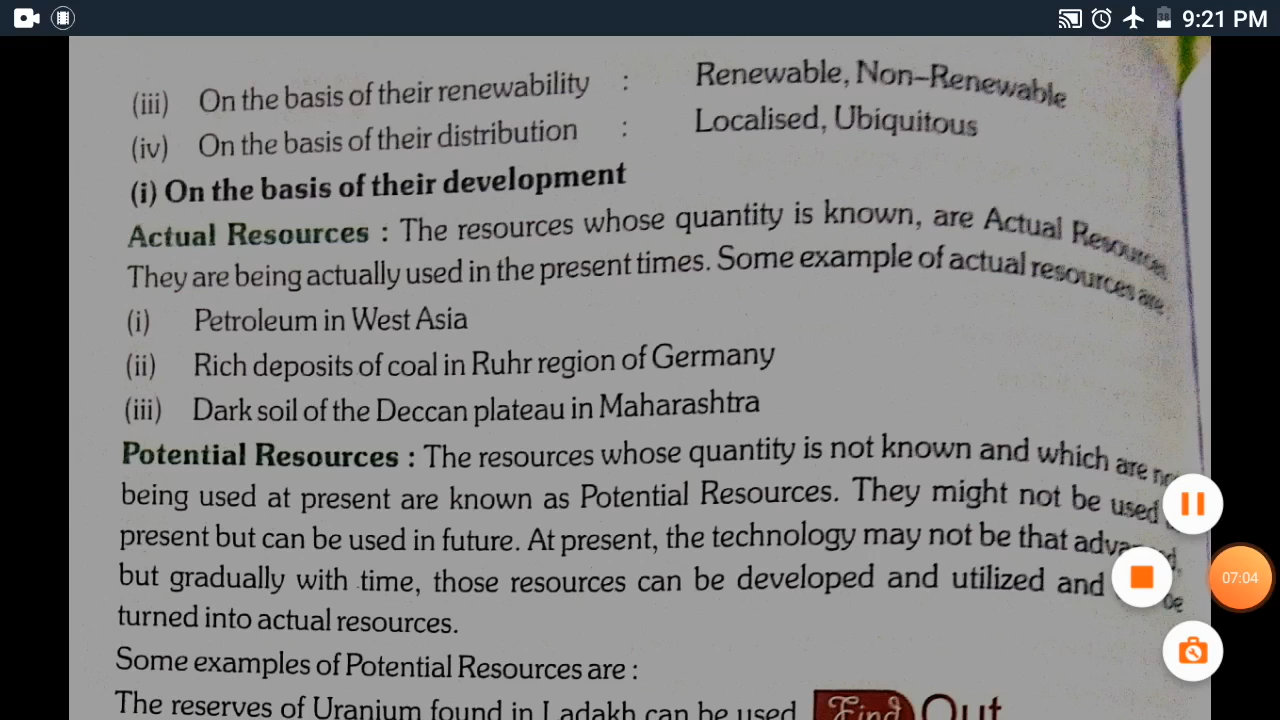 9:21 PM
(iii) On the basis of their renewability : Renewable, Non-Renewable
(iv) On the basis of their distribution : Localised, Ubiquitous
(i) On the basis of their development
Actual Resources : The resources whose quantity is known, are Actual
They are being actually used in the present times. Some example of actual resources are
(i) Petroleum in West Asia
(ii) Rich deposits of coal in Ruhr region of Germany
(iii) Dark soil of the Deccan plateau in Maharashtra
Potential Resources : The resources whose quantity is not known and which are
being used at present are known as Potential Resources. They might not be used
present but can be used in future. At present, the technology may not be that
but gradually with time, those resources can be developed and utilized and
turned into actual resources.
Some examples of Potential Resources are :
The reserves of Uranium found in Ladakh can be used
Find Out
07:04